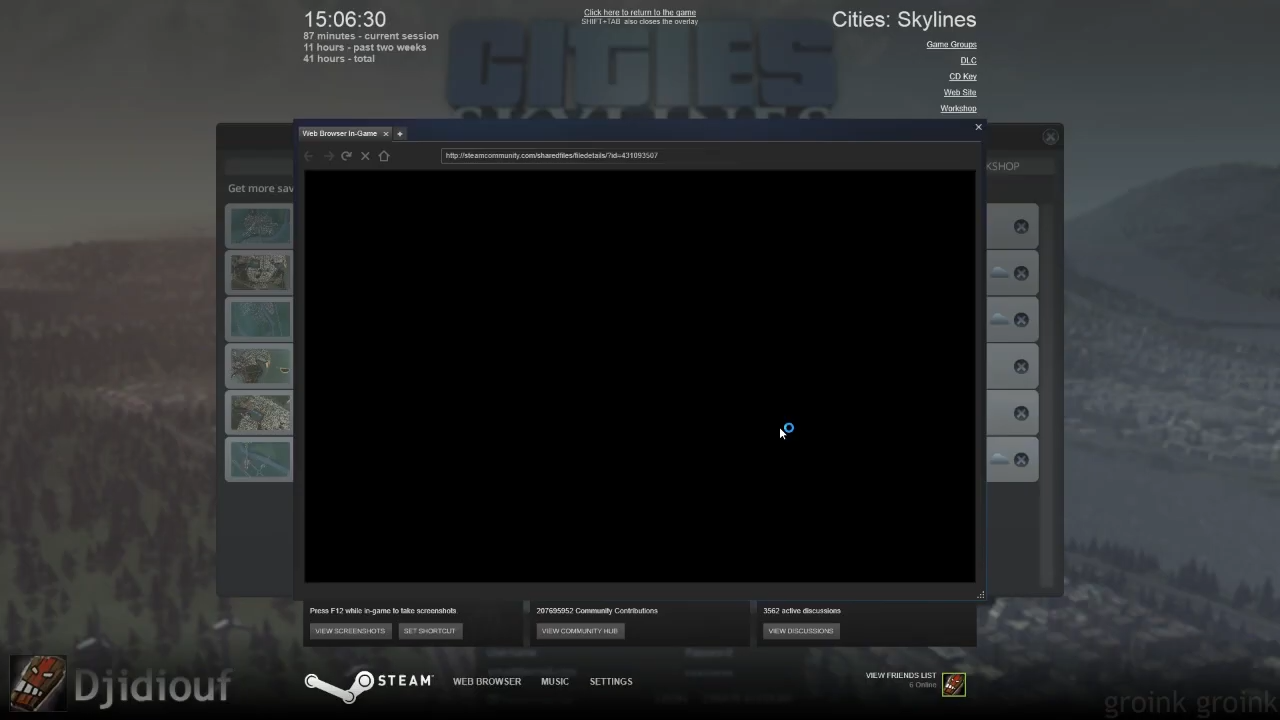 15:06:30
87 minutes - current session
11 hours - past two weeks
41 hours - total
Click here to return to the game
SHIFT+TAB also closes the overlay
Cities: Skylines
Game Groups
DLC
CD Key
Web Site
Workshop
CITIES
SKYLINES
Web Browser In-Game
http://steamcommunity.com/sharedfiles/filedetails/?id=431093507
KSHOP
Get more sav
Press F12 while in-game to take screenshots
207695952 Community Contributions
3562 active discussions
VIEW SCREENSHOTS
SET SHORTCUT
VIEW COMMUNITY HUB
VIEW DISCUSSIONS
Djidiouf
STEAM
WEB BROWSER
MUSIC
SETTINGS
VIEW FRIENDS LIST
6 Online
groink groink